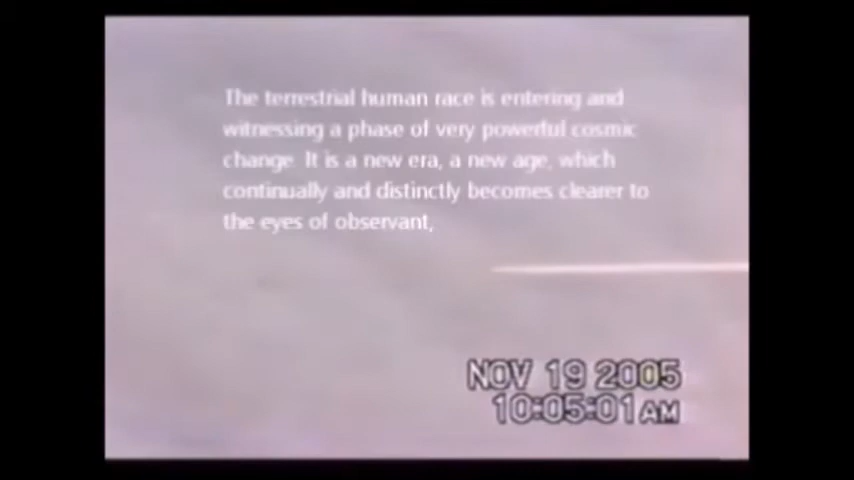 The terrestrial human race is entering and
witnessing a phase of very powerful cosmic
change. It is a new era, a new age, which
continually and distinctly becomes clearer to
the eyes of observant,
NOV 19 2005
10:05:01 AM